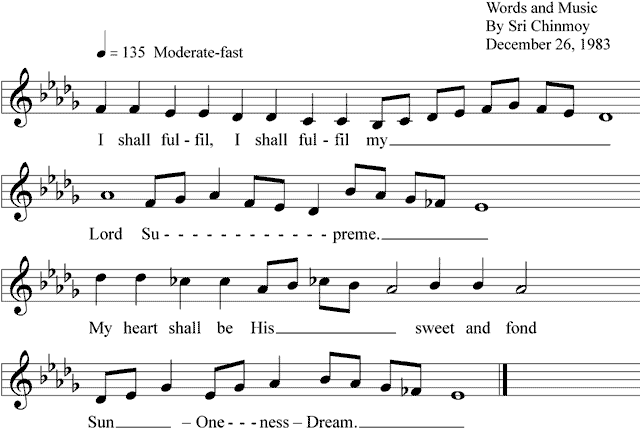 Words and Music
By Sri Chinmoy
December 26, 1983
= 135 Moderate-fast
I shall ful - fil, I shall ful - fil my
Lord Su - - - - - - - - - - - - preme.
My heart shall be His sweet and fond
Sun – One - - - ness – Dream.